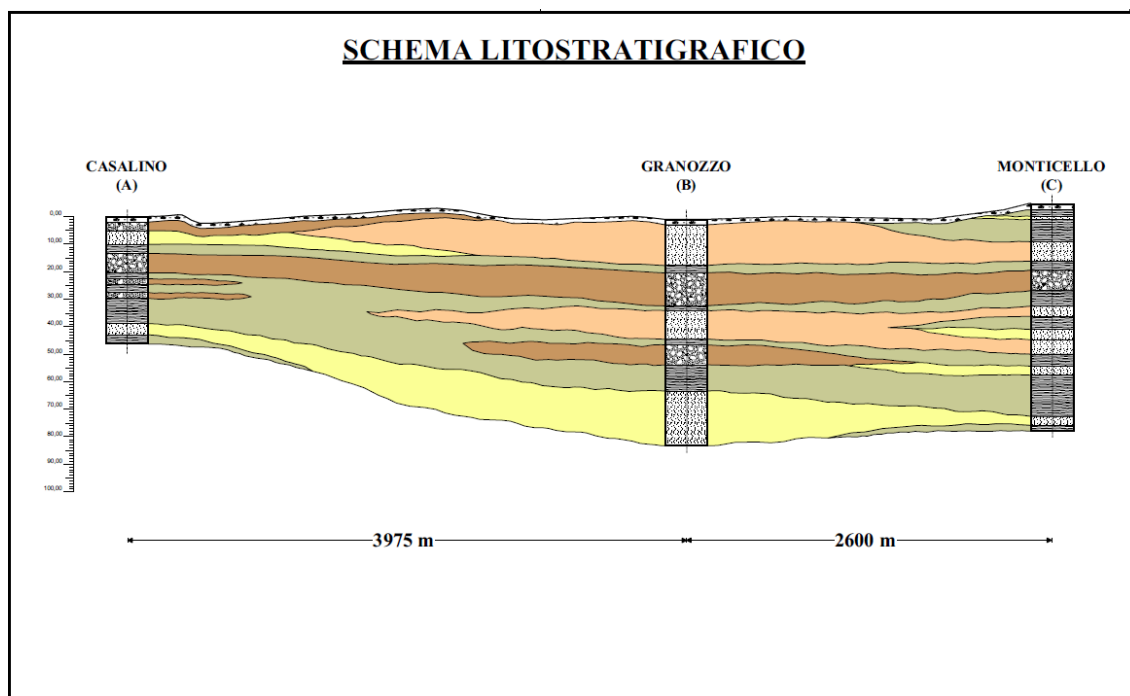 SCHEMA LITOSTRATIGRAFICO
CASALINO
(A)
GRANOZZO
(B)
MONTICELLO
(C)
0,00
10,00
20,00
30,00
40,00
50,00
60,00
70,00
80,00
90,00
100,00
3975 m
2600 m